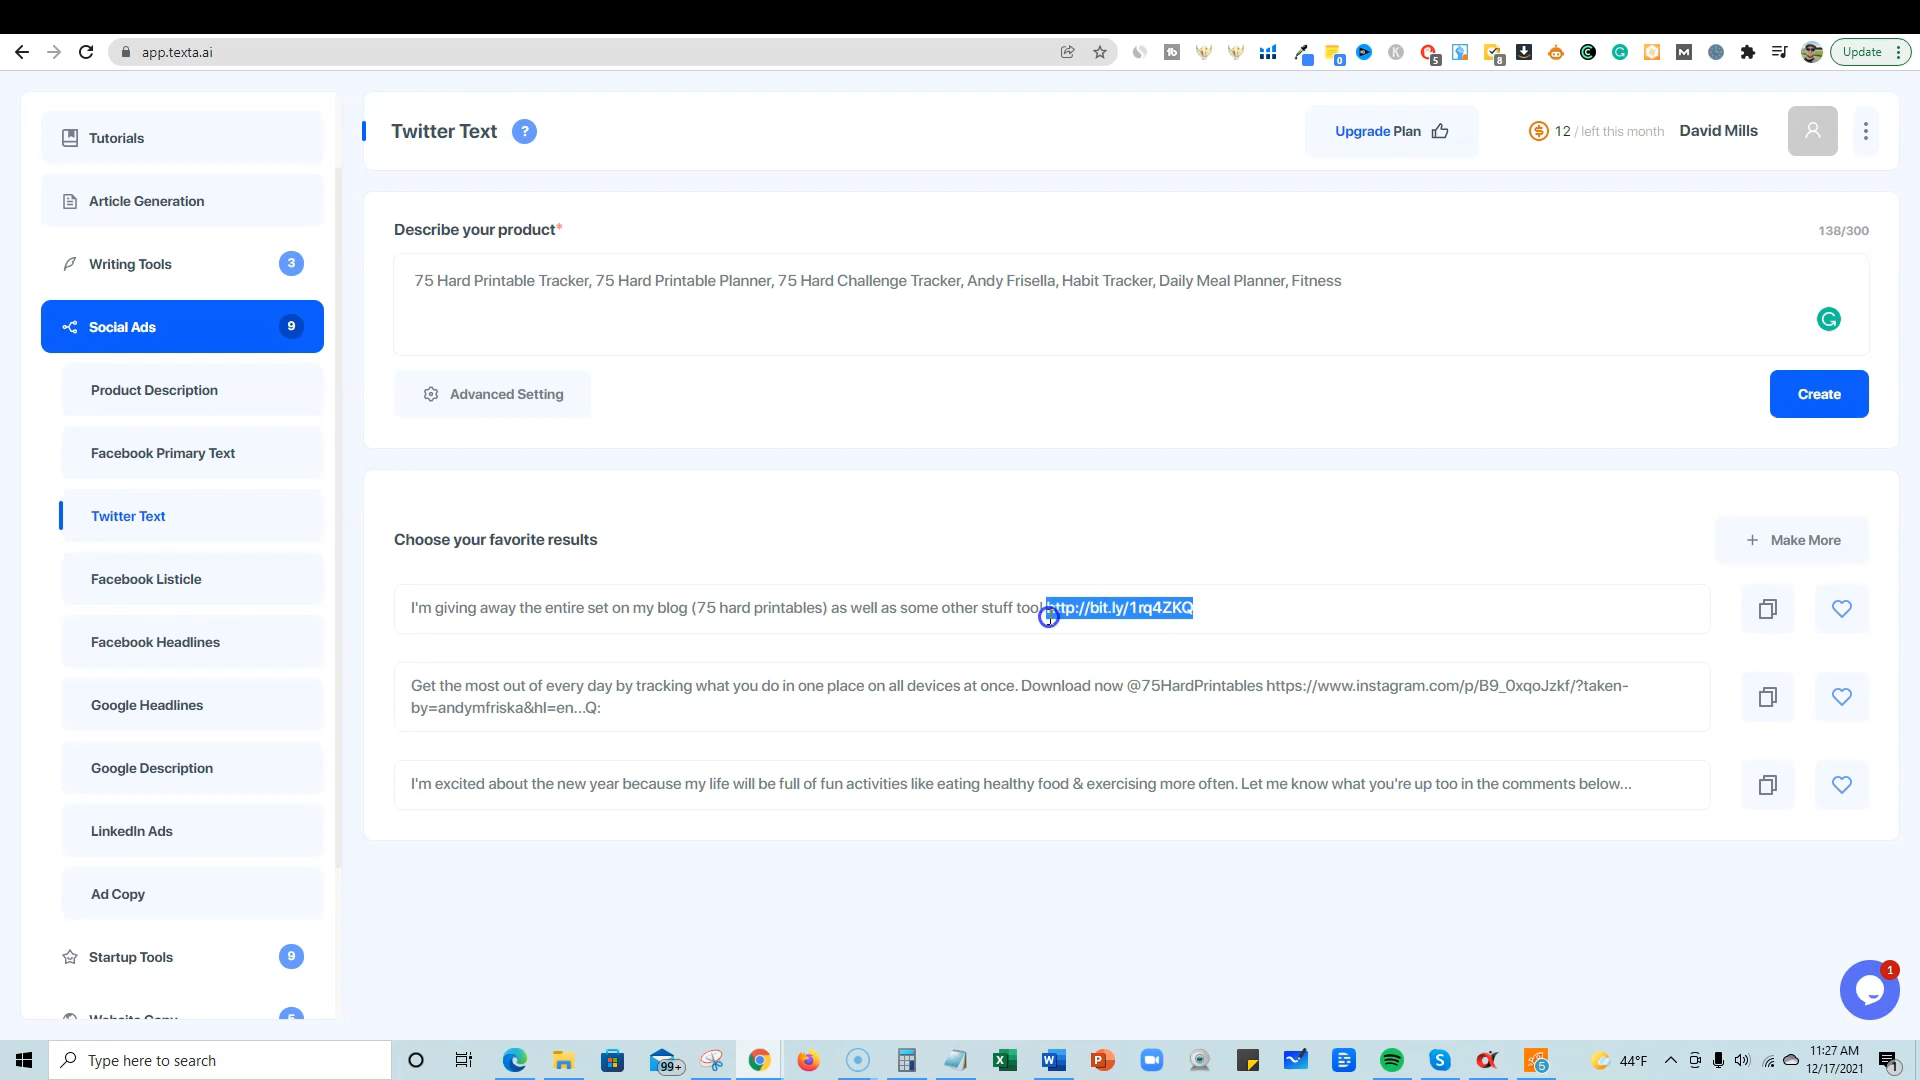 app.texta.ai
0
5
8
Update
Tutorials
Article Generation
Writing Tools
3
Social Ads
9
Product Description
Facebook Primary Text
Twitter Text
Facebook Listicle
Facebook Headlines
Google Headlines
Google Description
LinkedIn Ads
Ad Copy
Startup Tools
9
Twitter Text
?
Upgrade Plan
12 / left this month
David Mills
Describe your product*
138/300
75 Hard Printable Tracker, 75 Hard Printable Planner, 75 Hard Challenge Tracker, Andy Frisella, Habit Tracker, Daily Meal Planner, Fitness
Advanced Setting
Create
Choose your favorite results
+ Make More
I'm giving away the entire set on my blog (75 hard printables) as well as some other stuff too! http://bit.ly/1rq4ZKQ
Get the most out of every day by tracking what you do in one place on all devices at once. Download now @75HardPrintables https://www.instagram.com/p/B9_0xqoJzkf/?taken-
by=andymfriska&hl=en...Q:
I'm excited about the new year because my life will be full of fun activities like eating healthy food & exercising more often. Let me know what you're up too in the comments below...
1
Type here to search
99+
5
44°F
11:27 AM
12/17/2021
1